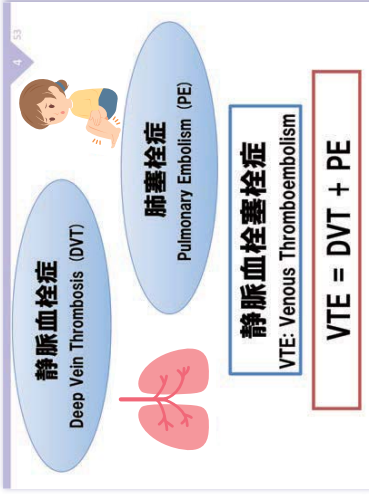 4
53
静脈血栓症
Deep Vein Thrombosis (DVT)
肺塞栓症
Pulmonary Embolism (PE)
静脈血栓塞栓症
VTE: Venous Thromboembolism
VTE = DVT + PE